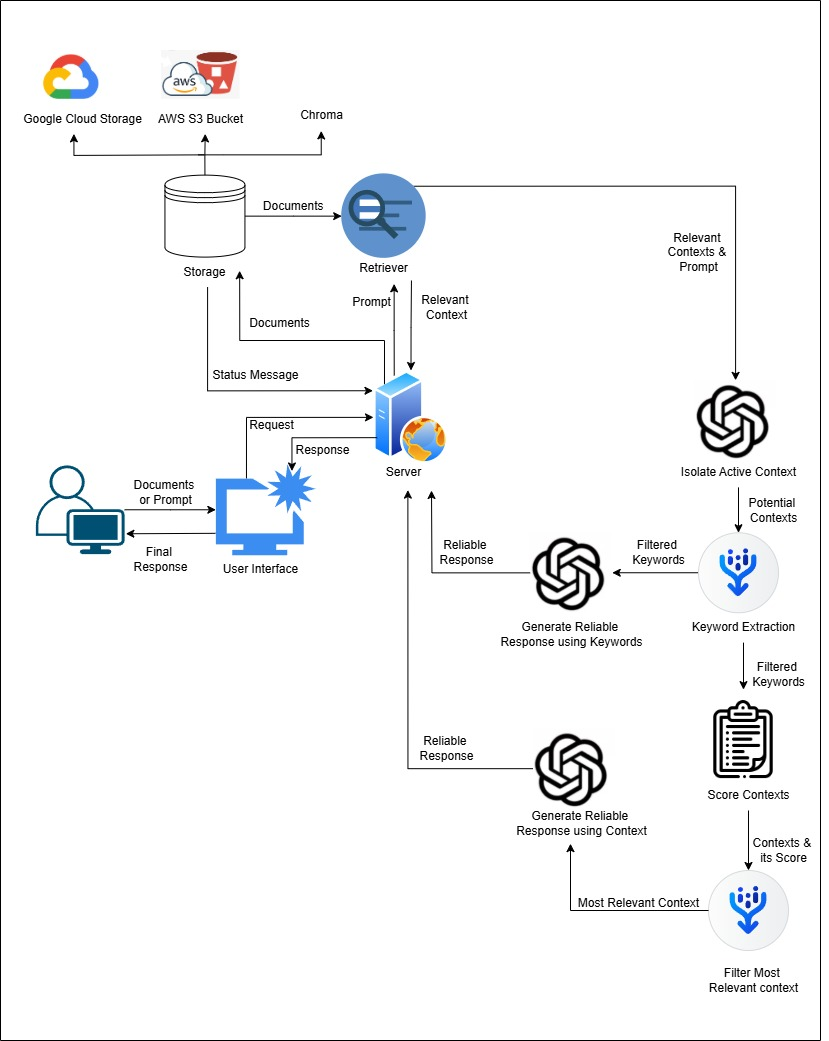 aws
Google Cloud Storage
AWS S3 Bucket
Chroma
Documents
Storage
Retriever
Relevant
Contexts &
Prompt
Prompt
Relevant
Context
Documents
Status Message
Request
Response
Server
Isolate Active Context
Documents
or Prompt
Final
Response
User Interface
Potential
Contexts
Reliable
Response
Filtered
Keywords
Generate Reliable
Response using Keywords
Keyword Extraction
Filtered
Keywords
Reliable
Response
Score Contexts
Generate Reliable
Response using Context
Contexts &
its Score
Most Relevant Context
Filter Most
Relevant context